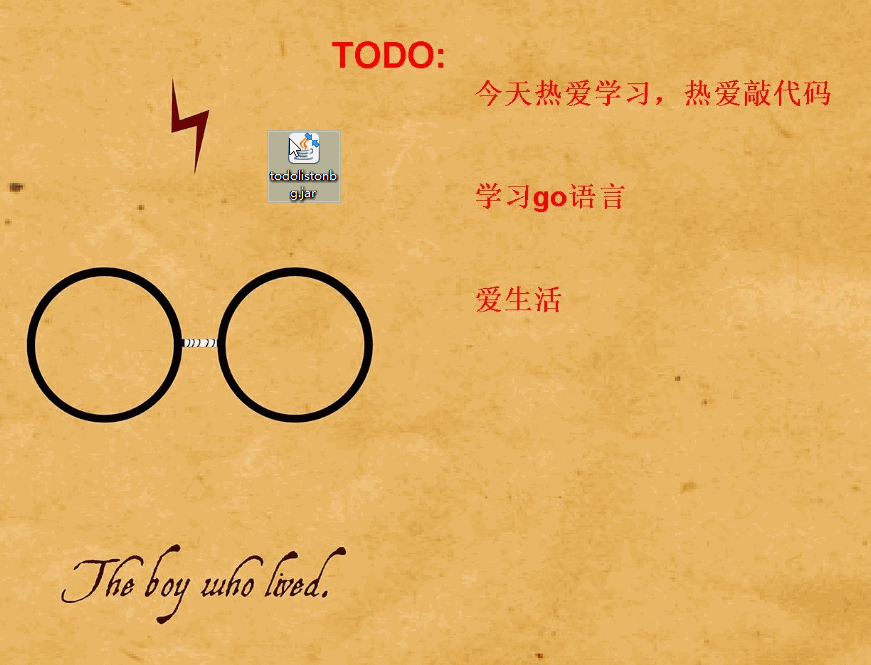 TODO:
今天热爱学习，热爱敲代码
todolistonb
g.jar
学习go语言
爱生活
The boy who lived.